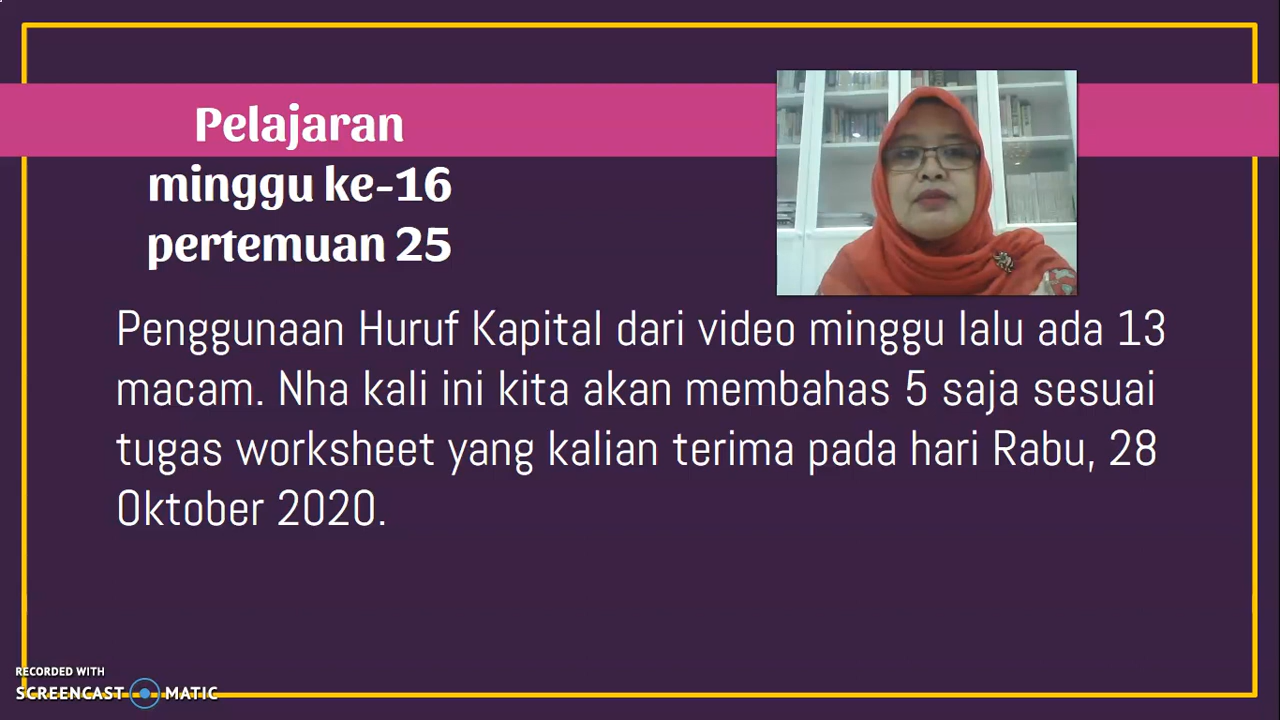 Pelajaran
minggu ke-16
pertemuan 25
Penggunaan Huruf Kapital dari video minggu lalu ada 13
macam. Nha kali ini kita akan membahas 5 saja sesuai
tugas worksheet yang kalian terima pada hari Rabu, 28
Oktober 2020.
RECORDED WITH
SCREENCAST MATIC